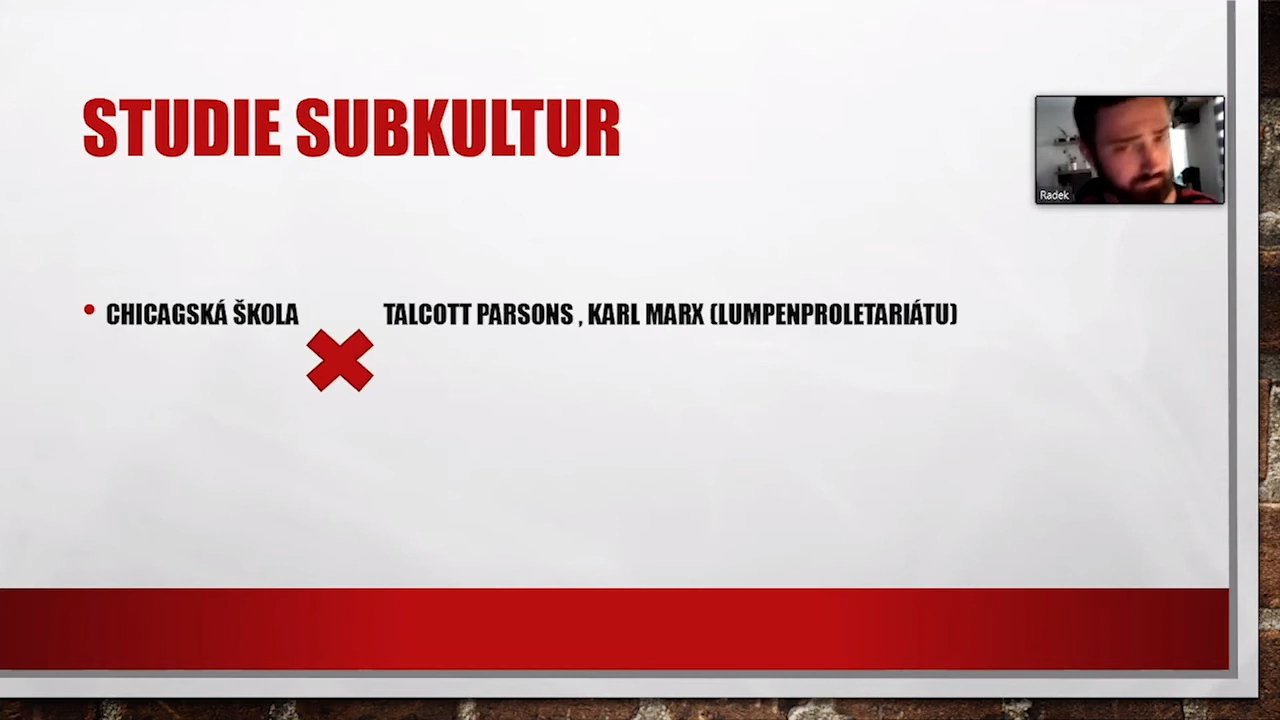 STUDIE SUBKULTUR
Radek
• CHICAGSKÁ ŠKOLA TALCOTT PARSONS , KARL MARX (LUMPENPROLETARIÁTU)